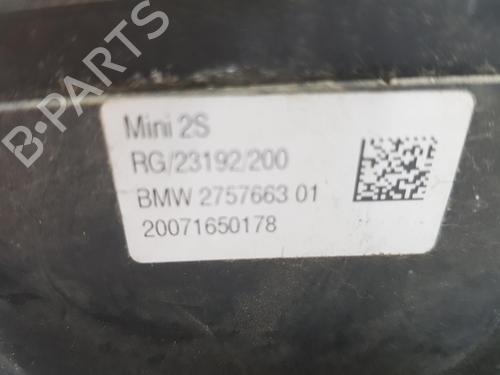 B-PARTS
Mini 2S
RG/23192/200
BMW 2757663 01
20071650178